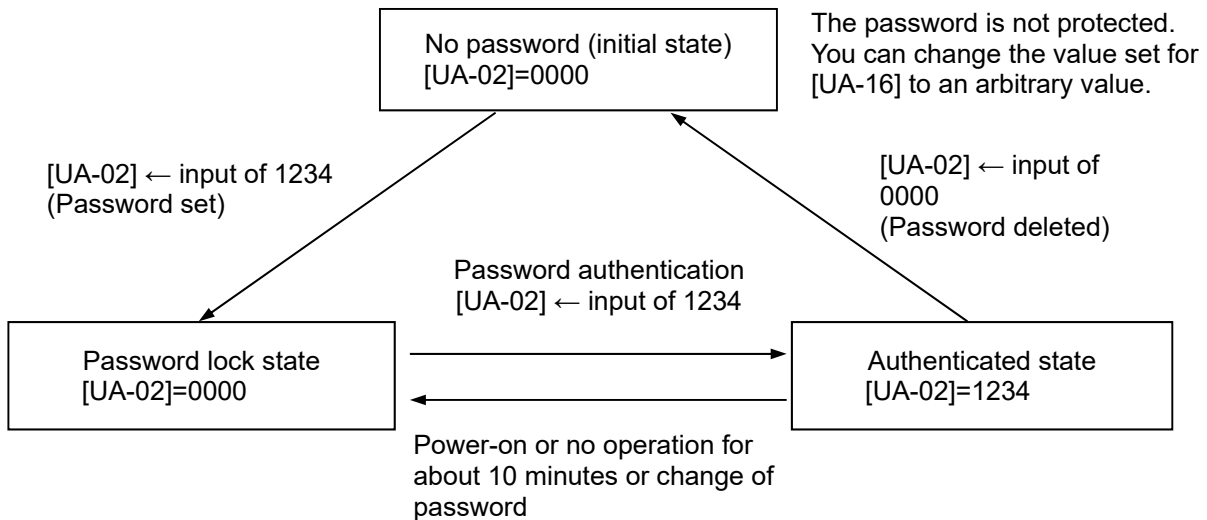 No password (initial state)
[UA-02]=0000
The password is not protected.
You can change the value set for
[UA-16] to an arbitrary value.
[UA-02] ← input of 1234
(Password set)
[UA-02] ← input of
0000
(Password deleted)
Password authentication
[UA-02] ← input of 1234
Password lock state
[UA-02]=0000
Authenticated state
[UA-02]=1234
Power-on or no operation for
about 10 minutes or change of
password